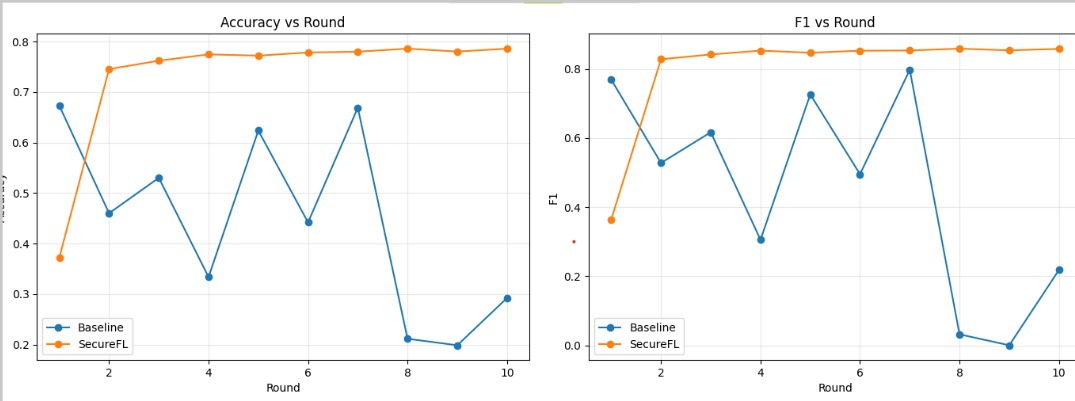 Accuracy vs Round
0.8
0.7
0.6
0.5
0.4
0.3
0.2
2 4 6 8 10
Round
Baseline
SecureFL
F1 vs Round
F1
0.8
0.6
0.4
0.2
0.0
2 4 6 8 10
Round
Baseline
SecureFL